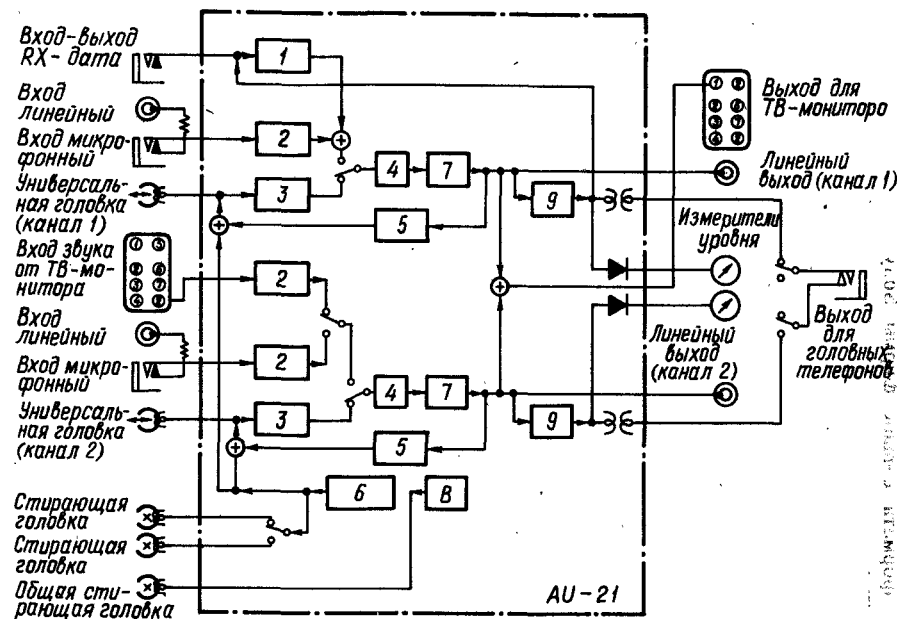 Вход-выход
RX-дата
Вход
линейный
Вход микро-
фонный
Универсаль-
ная головка
(канал 1)
Вход звука
от ТВ-мо-
нитора
Вход
линейный
Вход микро-
фонный
Универсаль-
ная головка
(канал 2)
Стирающая
головка
Стирающая
головка
Общая сти-
рающая головка
1
2
3
4
7
5
9
2
2
3
4
7
5
9
6
В
AU-21
Выход для
ТВ-монитора
Линейный
выход (канал 1)
Измерители
уровня
Линейный
выход
(канал 2)
Выход
для
головных
телефонов